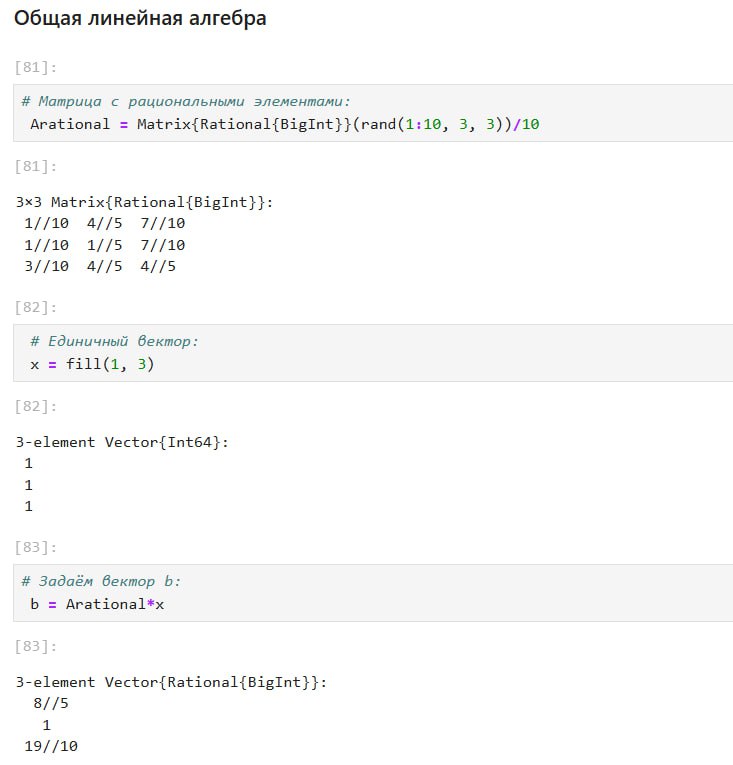 Общая линейная алгебра
[81]:
# Матрица с рациональными элементами:
Arational = Matrix{Rational{BigInt}}(rand(1:10, 3, 3))/10
[81]:
3×3 Matrix{Rational{BigInt}}:
1//10  4//5  7//10
1//10  1//5  7//10
3//10  4//5  4//5
[82]:
# Единичный вектор:
x = fill(1, 3)
[82]:
3-element Vector{Int64}:
1
1
1
[83]:
# Задаём вектор b:
b = Arational*x
[83]:
3-element Vector{Rational{BigInt}}:
8//5
1
19//10